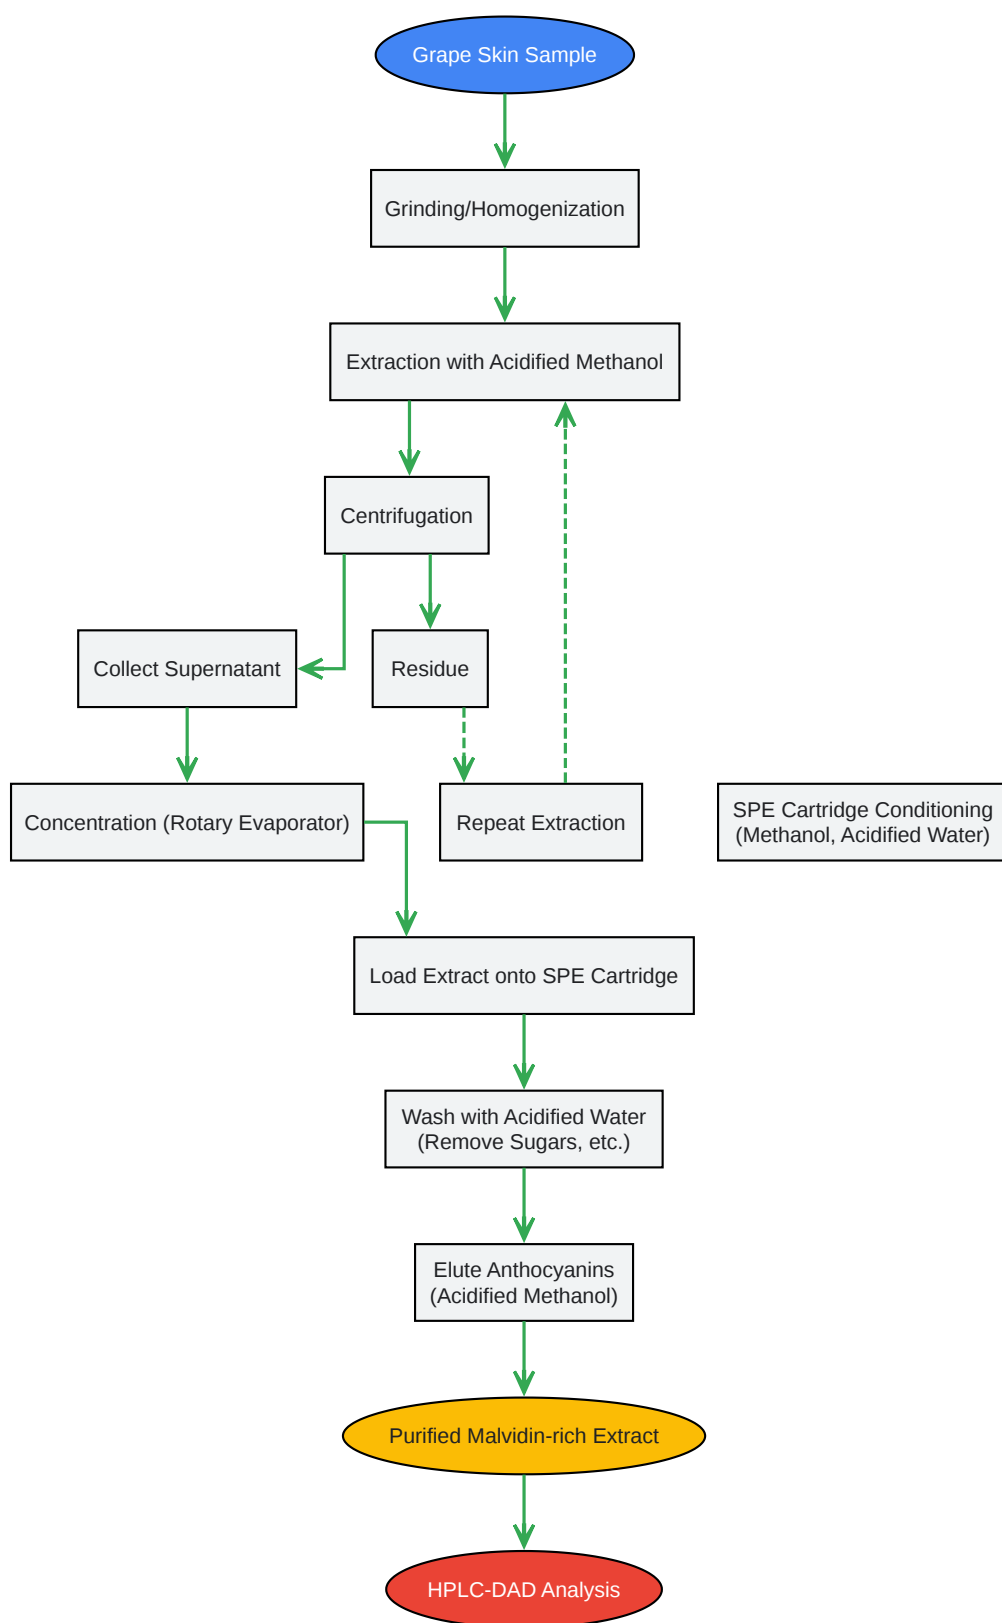 Grape Skin Sample
Grinding/Homogenization
Extraction with Acidified Methanol
Centrifugation
Collect Supernatant
Residue
Concentration (Rotary Evaporator)
Repeat Extraction
SPE Cartridge Conditioning
(Methanol, Acidified Water)
Load Extract onto SPE Cartridge
Wash with Acidified Water
(Remove Sugars, etc.)
Elute Anthocyanins
(Acidified Methanol)
Purified Malvidin-rich Extract
HPLC-DAD Analysis